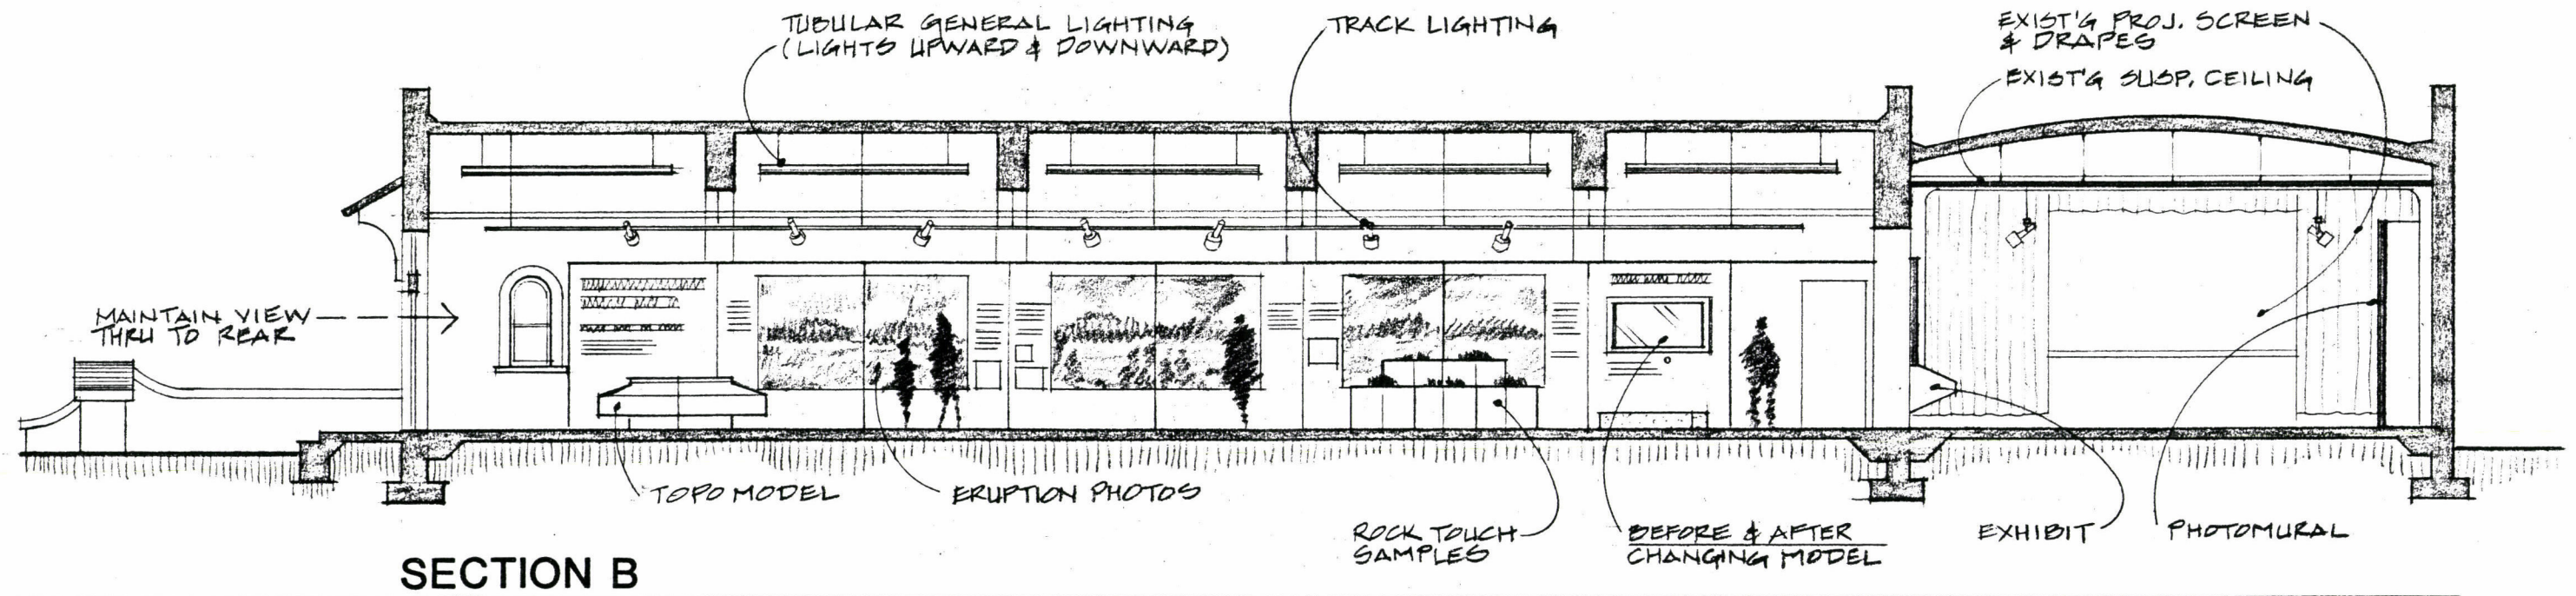 TUBULAR GENERAL LIGHTING
(LIGHTS UPWARD & DOWNWARD)
TRACK LIGHTING
EXIST'G PROJ. SCREEN
& DRAPES
EXIST'G SUSP. CEILING
MAINTAIN VIEW
THRU TO REAR
TOPO MODEL
ERUPTION PHOTOS
ROCK TOUCH
SAMPLES
BEFORE & AFTER
CHANGING MODEL
EXHIBIT
PHOTOMURAL
SECTION B